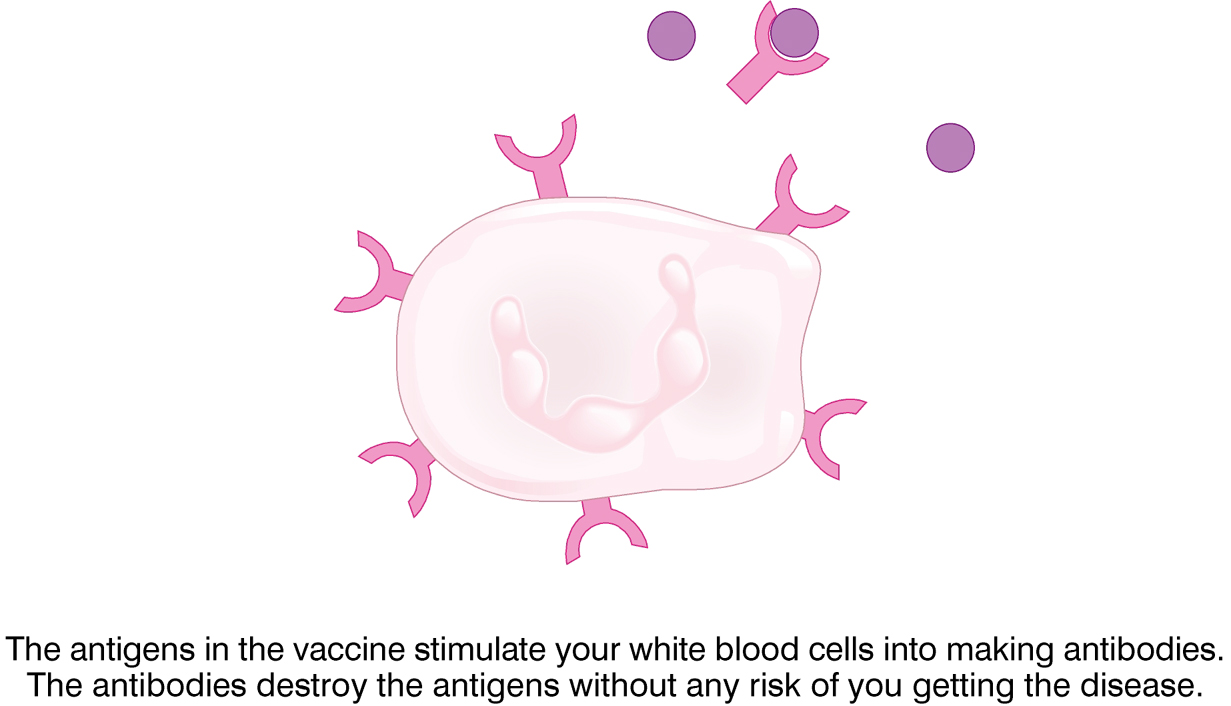 The antigens in the vaccine stimulate your white blood cells into making antibodies.
The antibodies destroy the antigens without any risk of you getting the disease.